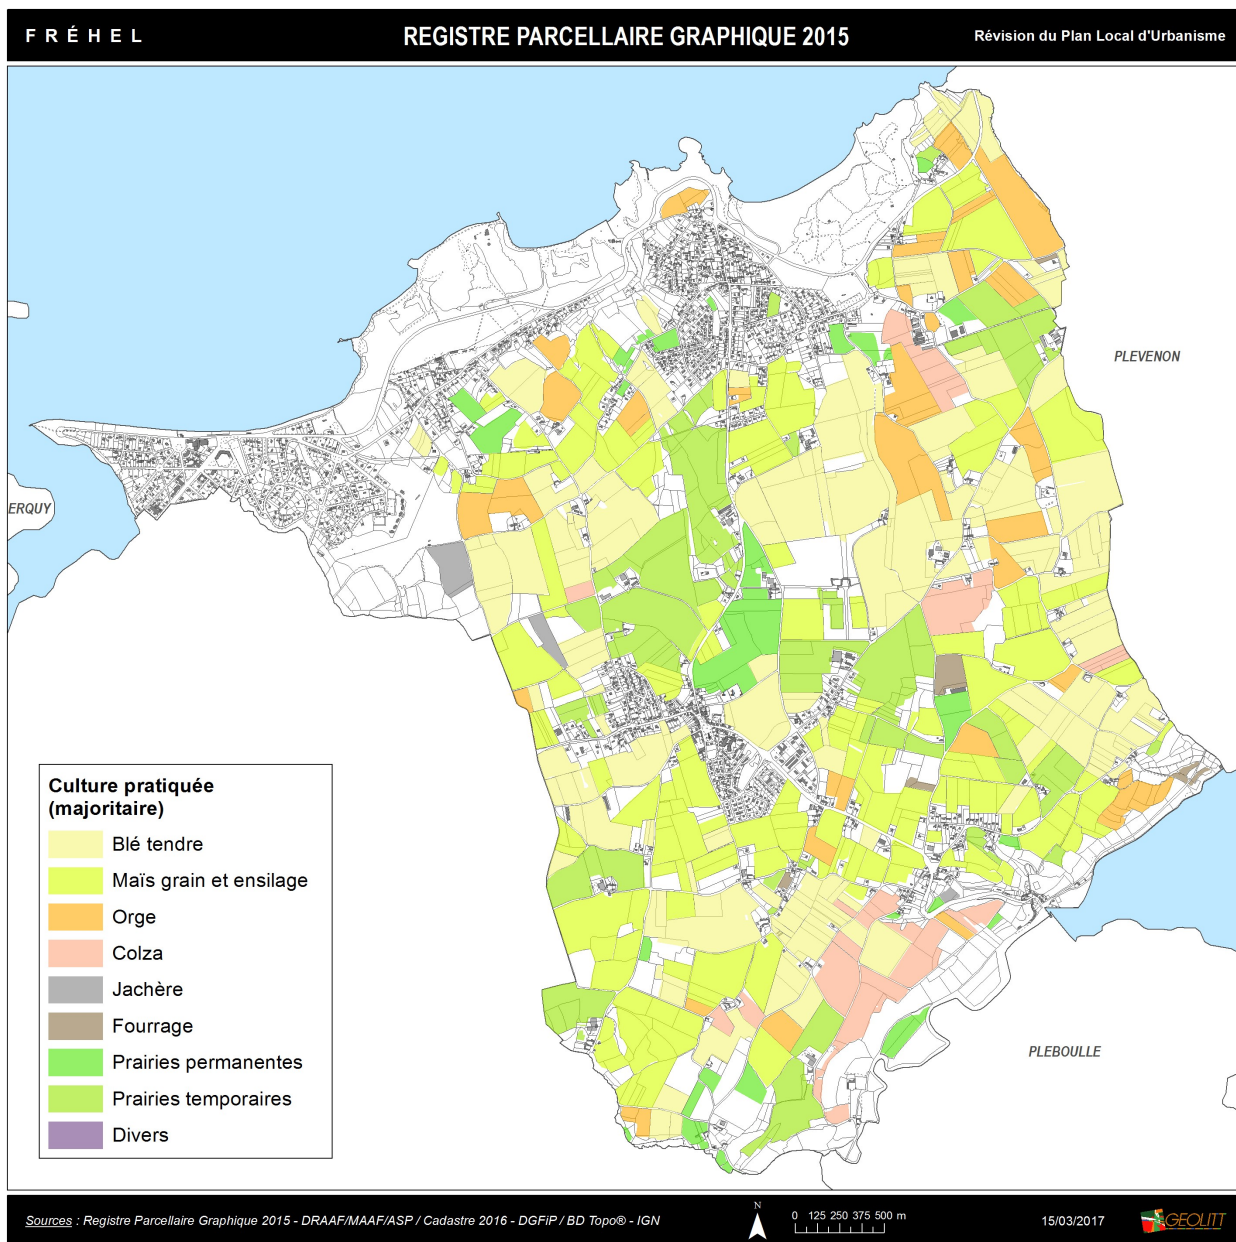 FRÉHEL
REGISTRE PARCELLAIRE GRAPHIQUE 2015
Révision du Plan Local d'Urbanisme
PLEVENON
ERQUY
Culture pratiquée
(majoritaire)
Blé tendre
Maïs grain et ensilage
Orge
Colza
Jachère
Fourrage
Prairies permanentes
Prairies temporaires
Divers
PLEBOULLE
Sources : Registre Parcellaire Graphique 2015 - DRAAF/MAAF/ASP / Cadastre 2016 - DGFiP / BD Topo® - IGN
N
0 125 250 375 500 m
15/03/2017
GEOLITT